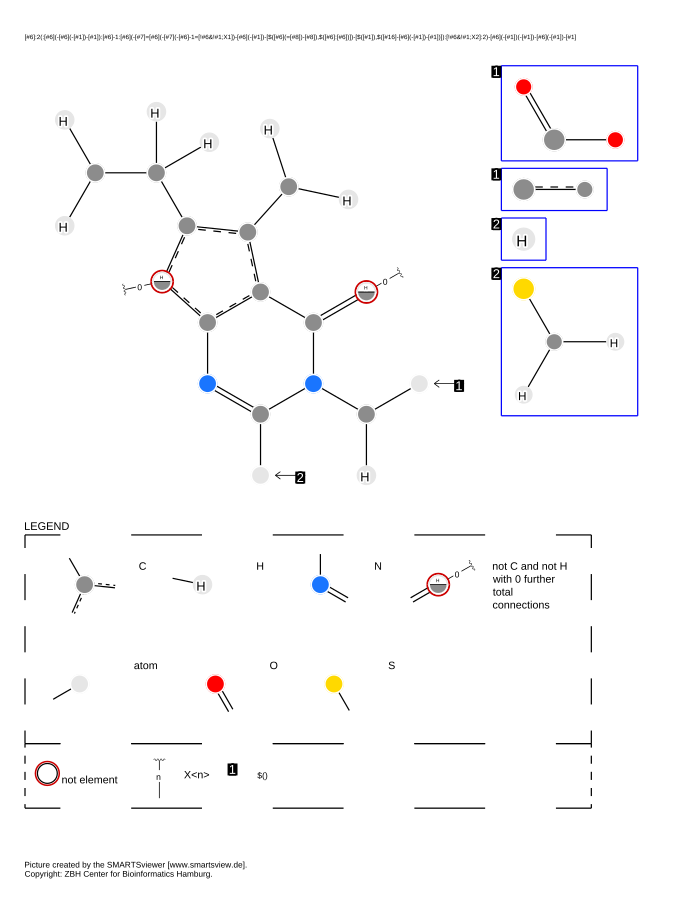 [#6]:2(:[#6](-[#6](-[#1])-[#1]):[#6]-1:[#6](-[#7]=[#6](-[#7](-[#6]-1=[!#6&!#1;X1])-[#6](-[#1])-[$([#6](=[#8])-[#8]),$([#6]:[#6])])-[$([#1]),$([#16]-[#6](-[#1])-[#1])]):[!#6&!#1;X2]:2)-[#6](-[#1])(-[#1])-[#6](-[#1])-[#1]
1
H H H
H H
1
H
2
H
H
H 0
0
2
H
H
1
2 H
H
LEGEND
C H N H 0 not C and not H
with 0 further
total
connections
H
atom O S
not element n X<n> 1 $()
Picture created by the SMARTSviewer [www.smartsview.de].
Copyright: ZBH Center for Bioinformatics Hamburg.